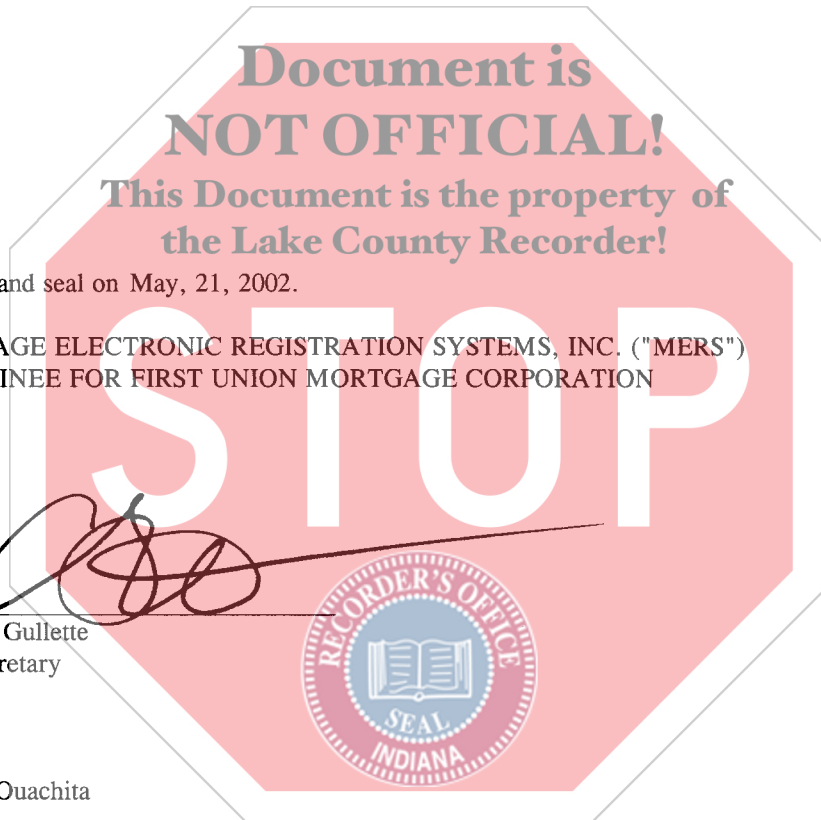 Document is
NOT OFFICIAL!
This Document is the property of
the Lake County Recorder!
and seal on May, 21, 2002.
AGE ELECTRONIC REGISTRATION SYSTEMS, INC. ("MERS")
INEE FOR FIRST UNION MORTGAGE CORPORATION
STOP
Gullette
retary
RECORDER'S OFFICE
SEAL
INDIANA
Ouachita